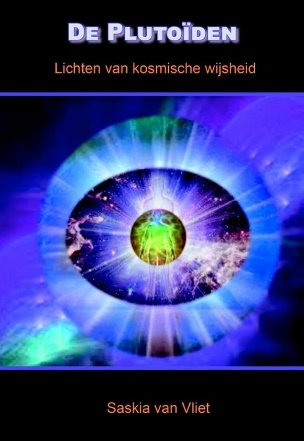 De Plutoïden
Lichten van kosmische wijsheid
Saskia van Vliet